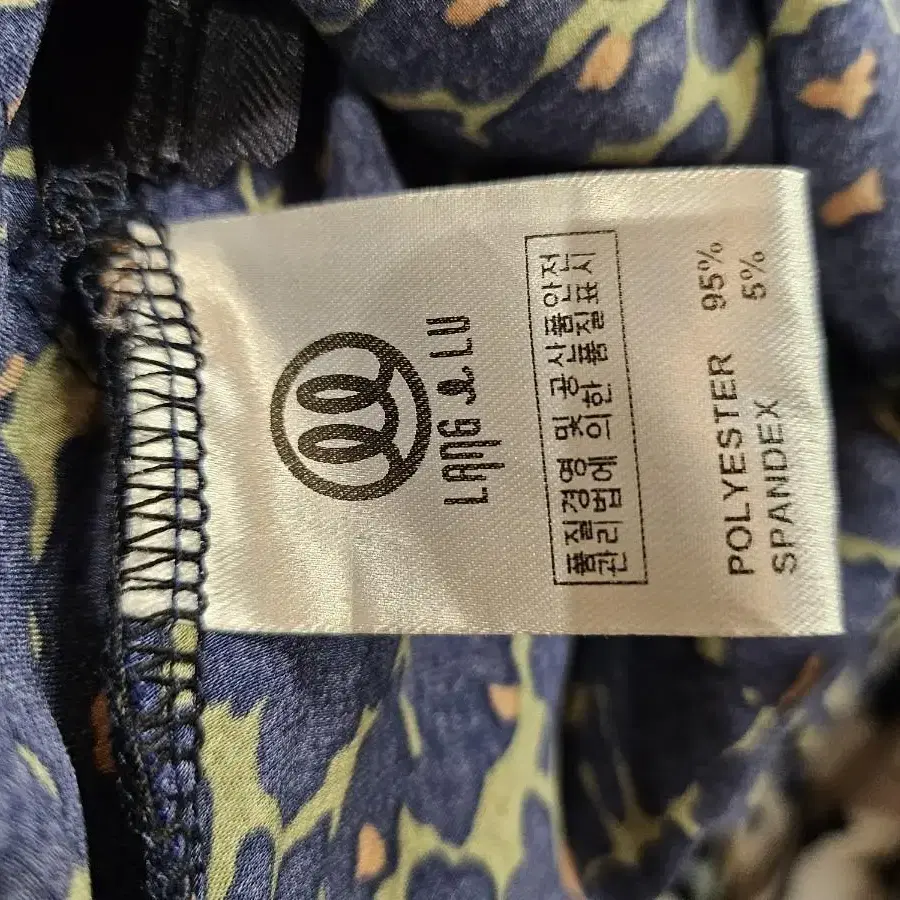 LANG LU
품질경영 및 공산품안전
관리법에 의한 품질표시
POLYESTER 95%
SPANDEX 5%